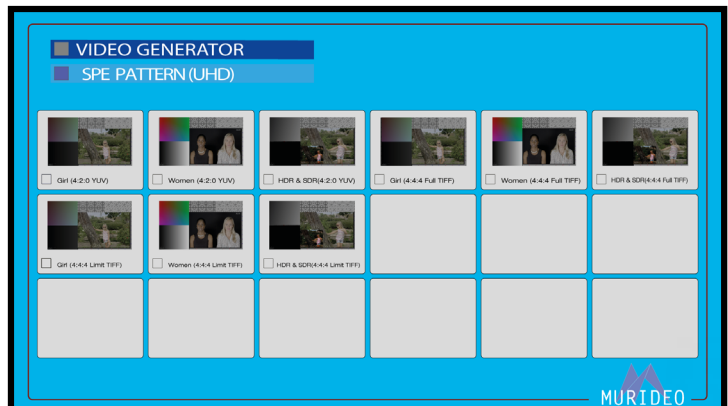 VIDEO GENERATOR
SPE PATTERN (UHD)
Girl (4:2:0 YUV)
Women (4:2:0 YUV)
HDR & SDR(4:2:0 YUV)
Girl (4:4:4 Full TIFF)
Women (4:4:4 Full TIFF)
HDR & SDR(4:4:4 Full TIFF)
Girl (4:4:4 Limit TIFF)
Women (4:4:4 Limit TIFF)
HDR & SDR(4:4:4 Limit TIFF)
MURIDEO